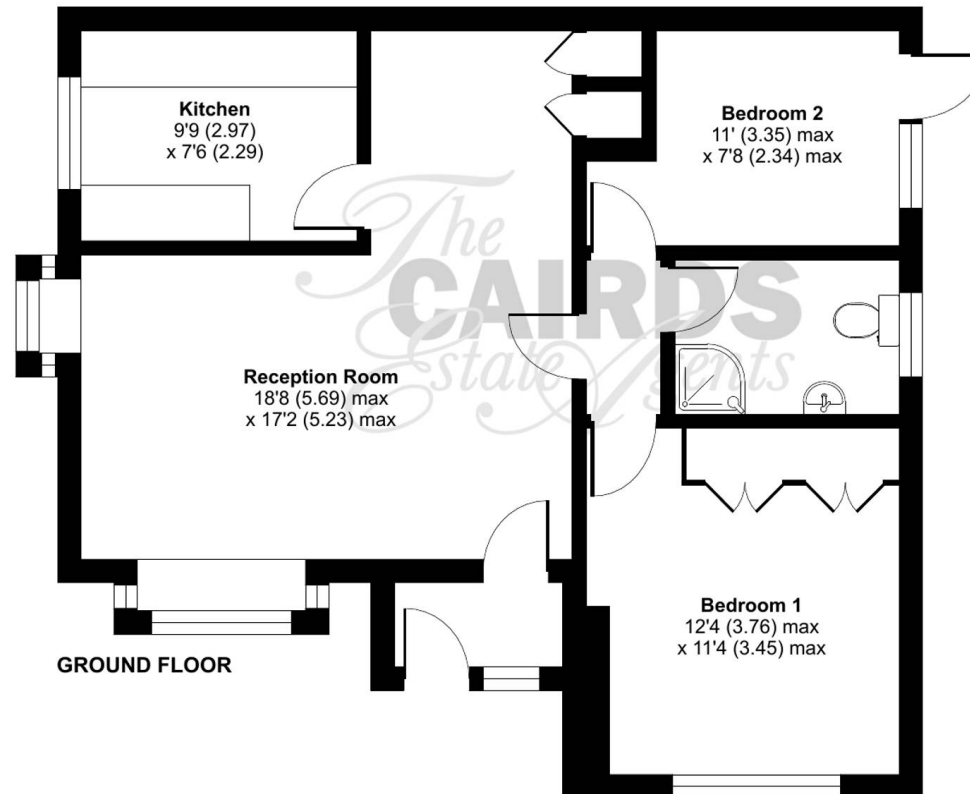 Kitchen
9'9 (2.97)
x 7'6 (2.29)
Bedroom 2
11' (3.35) max
x 7'8 (2.34) max
The
CAIRDS
Estate Agents
Reception Room
18'8 (5.69) max
x 17'2 (5.23) max
Bedroom 1
12'4 (3.76) max
x 11'4 (3.45) max
GROUND FLOOR